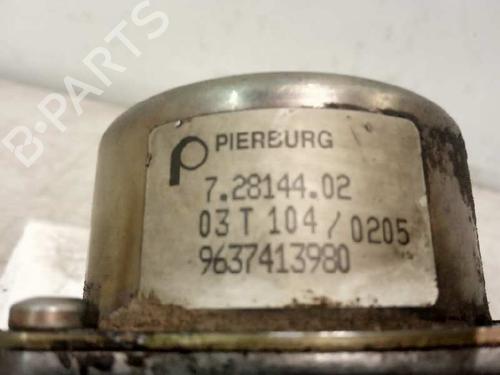 B-PARTS
PIERBURG
7.28144.02
03 T 104 / 0205
9637413980